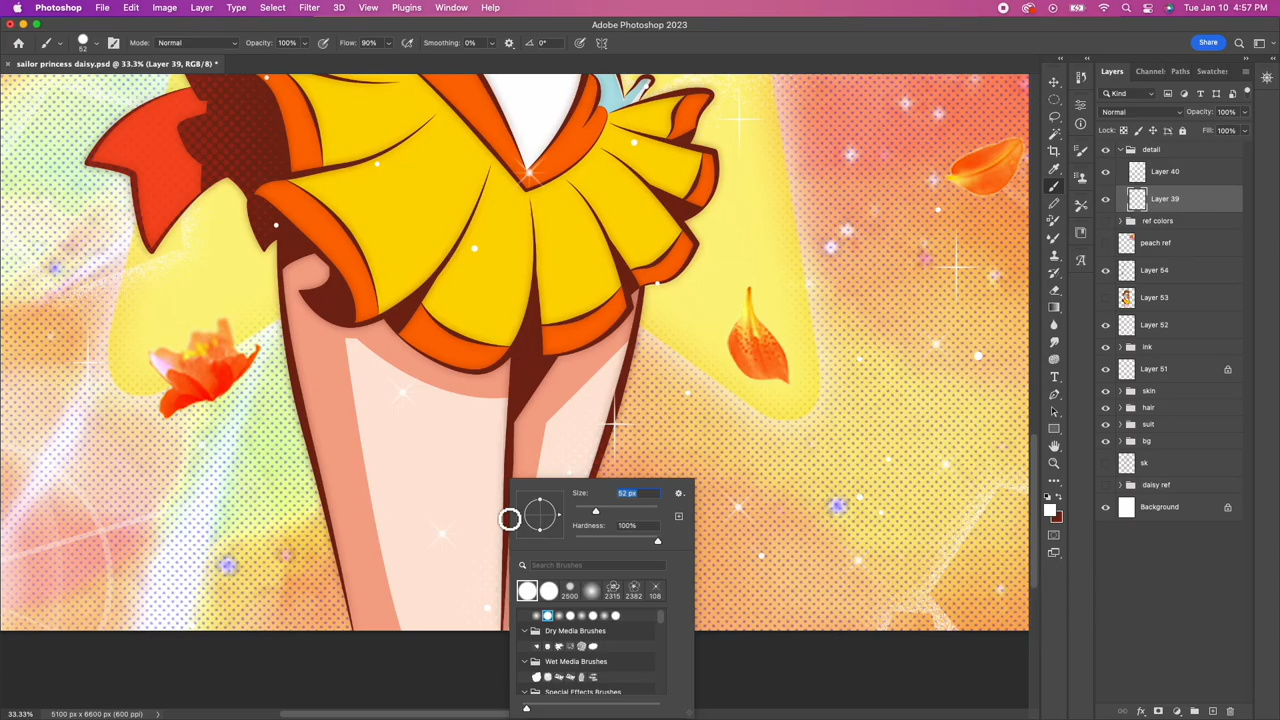 Photoshop File Edit Image Layer Type Select Filter 3D View Plugins Window Help Tue Jan 10 4:57 PM
Adobe Photoshop 2023
52 Mode: Normal Opacity: 100% Flow: 90% Smoothing: 0% 0° Share
sailor princess daisy.psd @ 33.3% (Layer 39, RGB/8) *
Layers Channel Paths Swatches
Kind
Normal Opacity: 100%
Lock: Fill: 100%
detail
Layer 40
Layer 39
ref colors
peach ref
Layer 54
Layer 53
Layer 52
ink
Layer 51
skin
hair
suit
bg
sk
daisy ref
Background
Size: 52 px
Hardness: 100%
Search Brushes
2500 2315 2382 108
Dry Media Brushes
Wet Media Brushes
Special Effects Brushes
33.33% 5100 px x 6600 px (600 ppi)